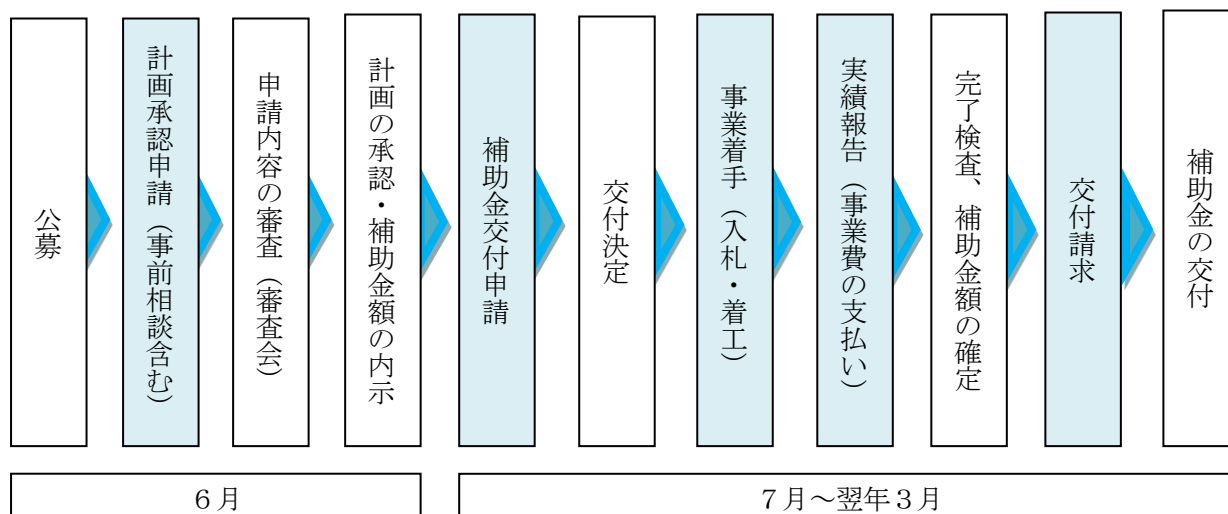 公募
計画承認申請（事前相談含む）
申請内容の審査（審査会）
計画の承認・補助金額の内示
補助金交付申請
交付決定
事業着手（入札・着工）
実績報告（事業費の支払い）
完了検査、補助金額の確定
交付請求
補助金の交付
６月
７月～翌年３月